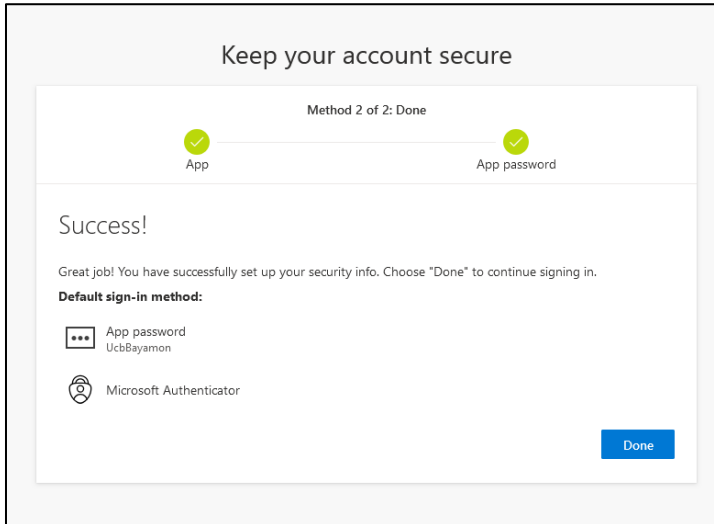 Keep your account secure
Method 2 of 2: Done
App
App password
Success!
Great job! You have successfully set up your security info. Choose "Done" to continue signing in.
Default sign-in method:
App password
UcbBayamon
Microsoft Authenticator
Done